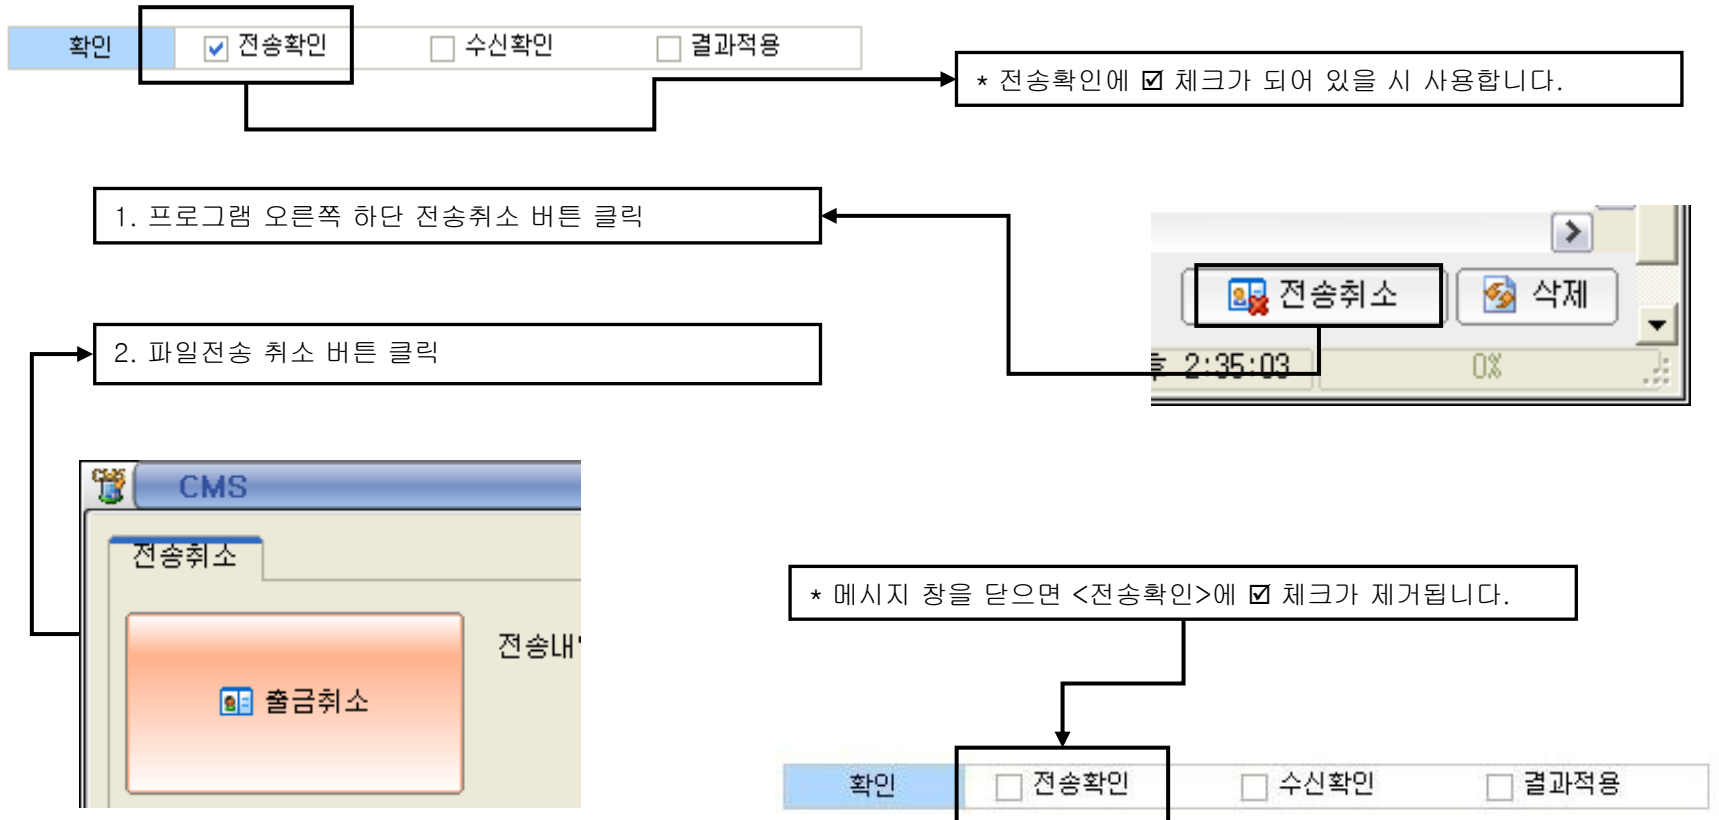 확인 ☑ 전송확인 ☐ 수신확인 ☐ 결과적용
* 전송확인에 ☑ 체크가 되어 있을 시 사용합니다.
1. 프로그램 오른쪽 하단 전송취소 버튼 클릭
전송취소 삭제
2:35:03 0%
2. 파일전송 취소 버튼 클릭
CMS
전송취소
전송내
출금취소
* 메시지 창을 닫으면 <전송확인>에 ☑ 체크가 제거됩니다.
확인 ☐ 전송확인 ☐ 수신확인 ☐ 결과적용